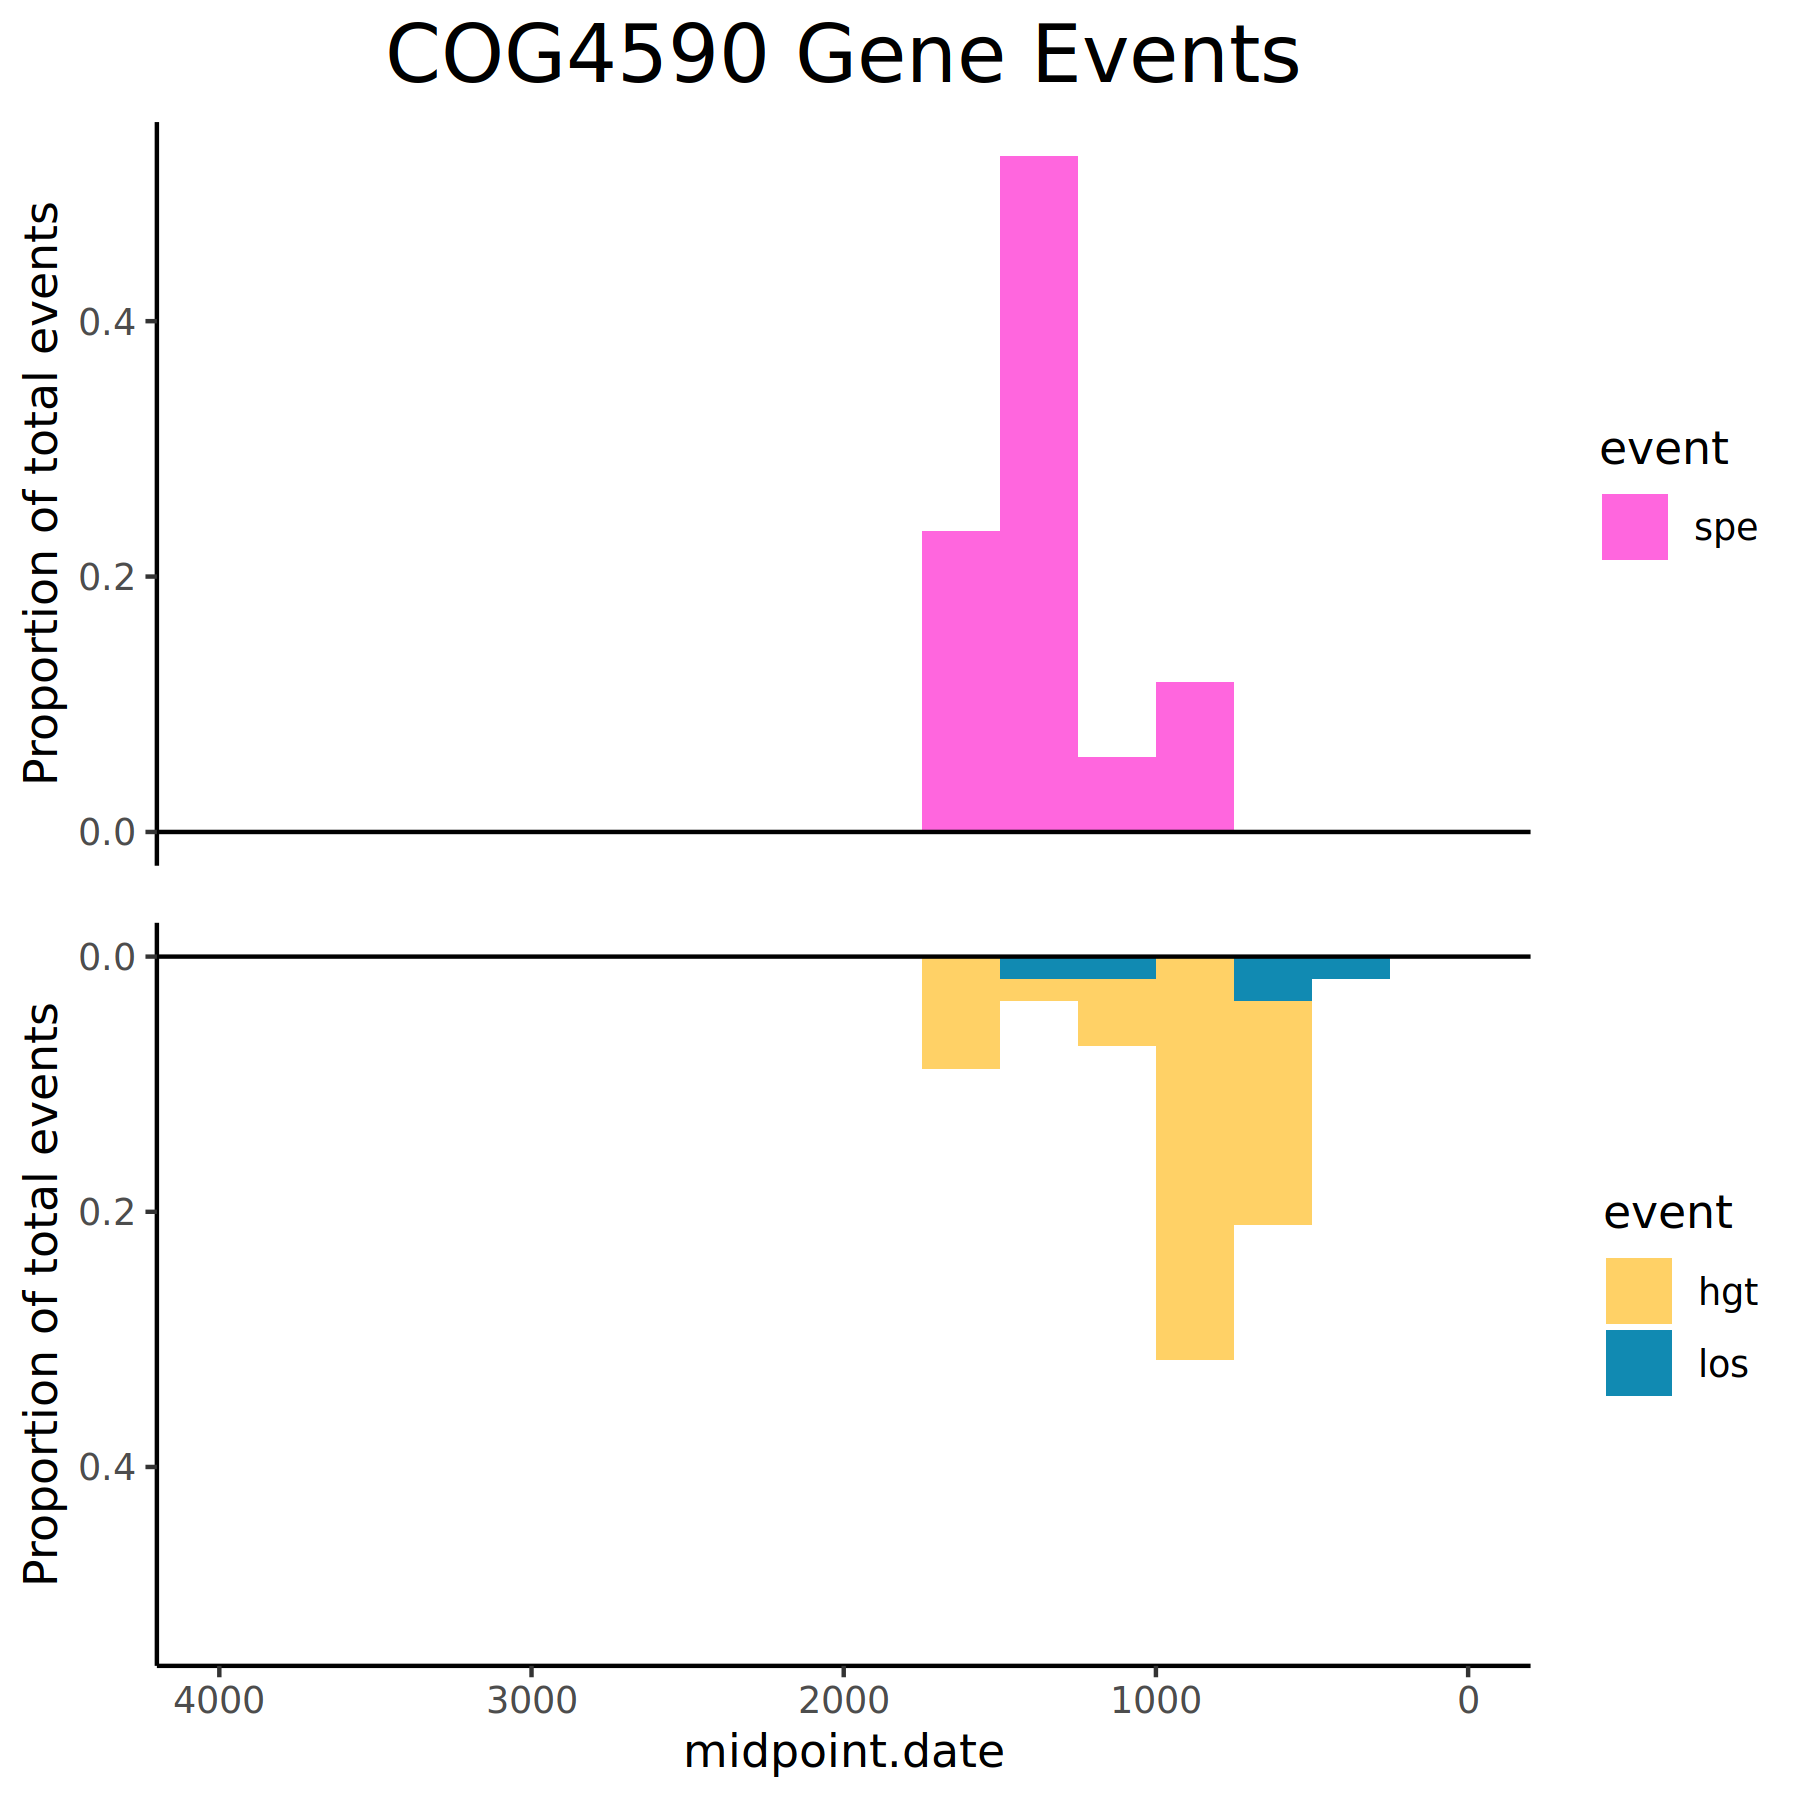 COG4590 Gene Events
Proportion of total events
0.4
0.2
0.0
event
spe
Proportion of total events
0.0
0.2
0.4
event
hgt
los
4000 3000 2000 1000 0
midpoint.date